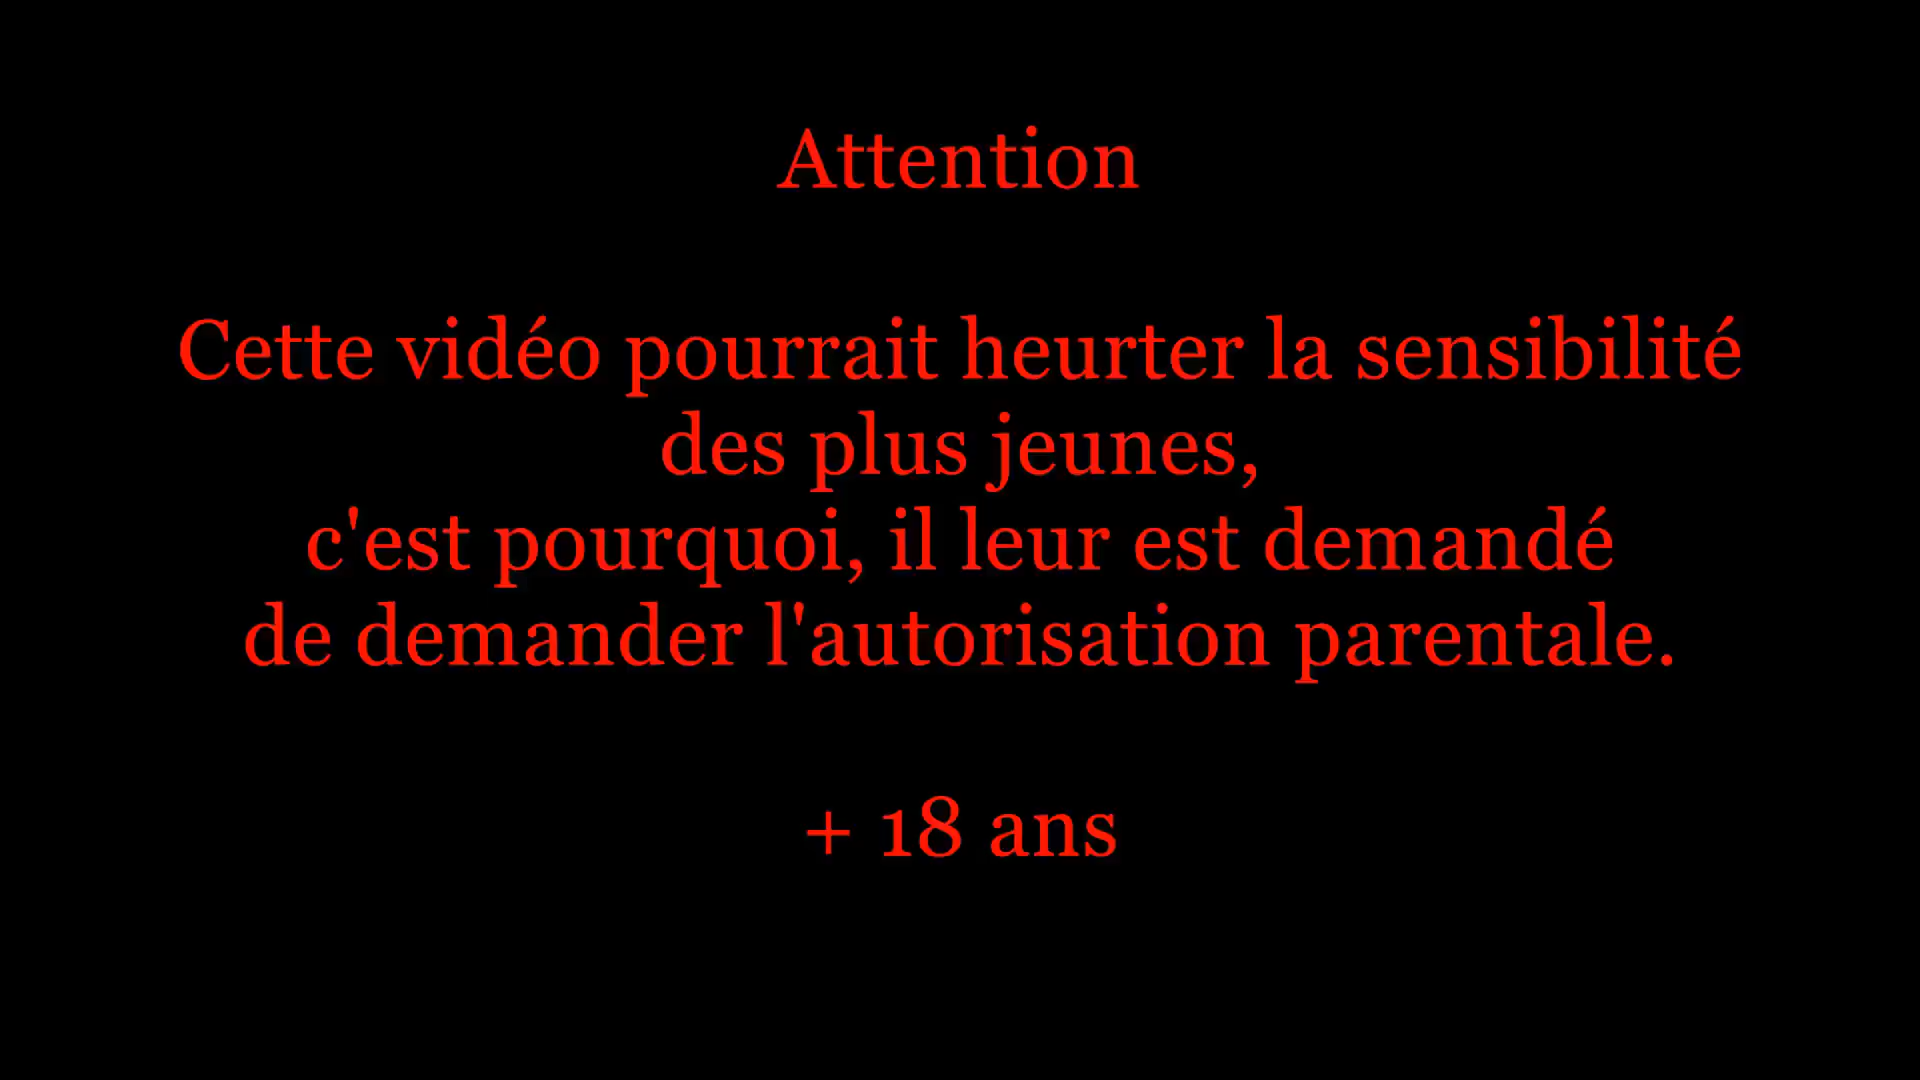 Attention
Cette vidéo pourrait heurter la sensibilité
des plus jeunes,
c'est pourquoi, il leur est demandé
de demander l'autorisation parentale.
+ 18 ans